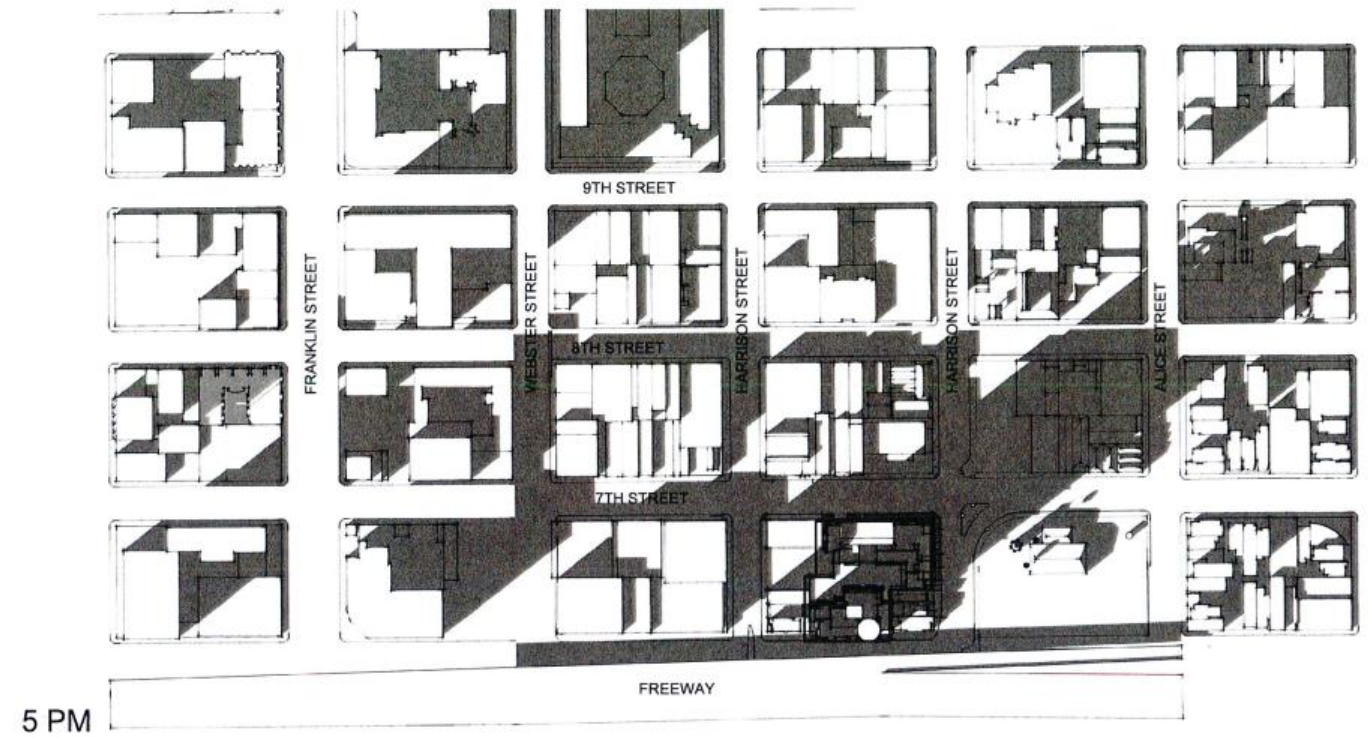 9TH STREET
FRANKLIN STREET
WEBSTER STREET
HARRISON STREET
HARRISON STREET
ALICE STREET
8TH STREET
7TH STREET
FREEWAY
5 PM